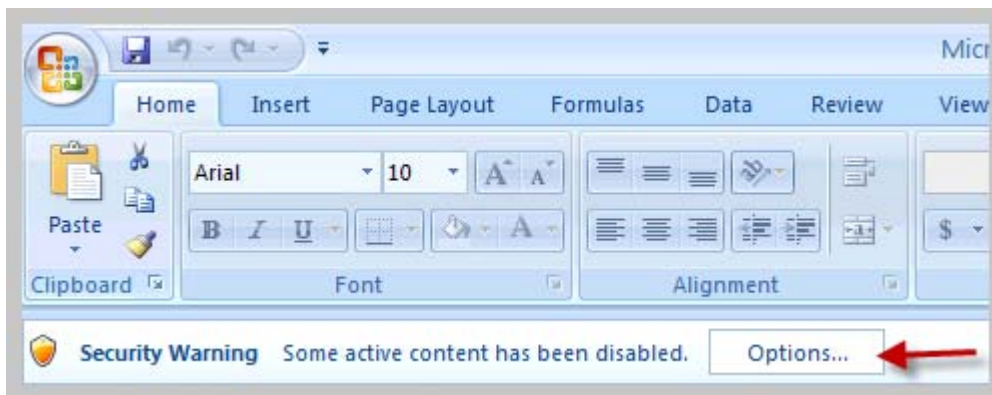 Micr
Home Insert Page Layout Formulas Data Review View
Arial 10 A A
Paste B I U A a $
Clipboard Font Alignment
Security Warning Some active content has been disabled. Options...